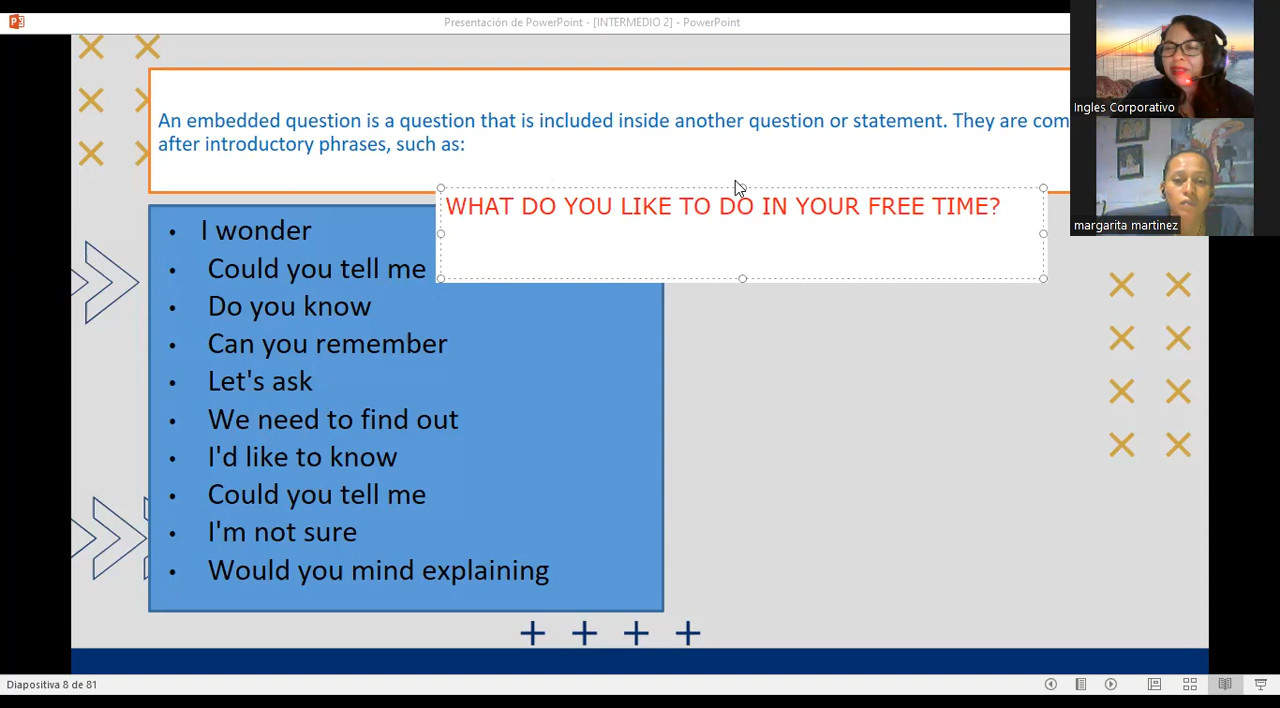 Presentación de PowerPoint - [INTERMEDIO 2] - PowerPoint
Ingles Corporativo
margarita martinez
An embedded question is a question that is included inside another question or statement. They are com
after introductory phrases, such as:
WHAT DO YOU LIKE TO DO IN YOUR FREE TIME?
• I wonder
• Could you tell me
• Do you know
• Can you remember
• Let's ask
• We need to find out
• I'd like to know
• Could you tell me
• I'm not sure
• Would you mind explaining
Diapositiva 8 de 81